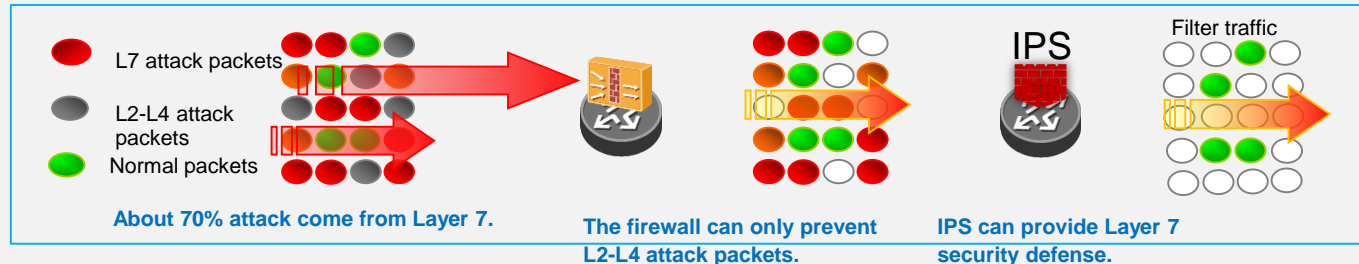 L7 attack packets
L2-L4 attack
packets
Normal packets
About 70% attack come from Layer 7.
The firewall can only prevent
L2-L4 attack packets.
IPS
IPS can provide Layer 7
security defense.
Filter traffic